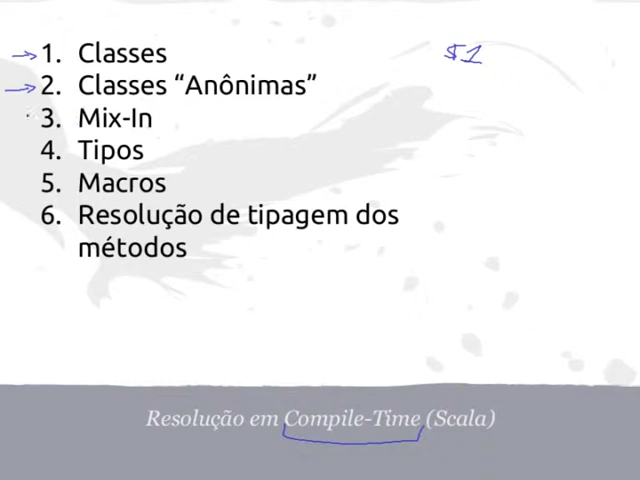 1. Classes
$1
2. Classes “Anônimas”
3. Mix-In
4. Tipos
5. Macros
6. Resolução de tipagem dos
métodos
Resolução em Compile-Time (Scala)